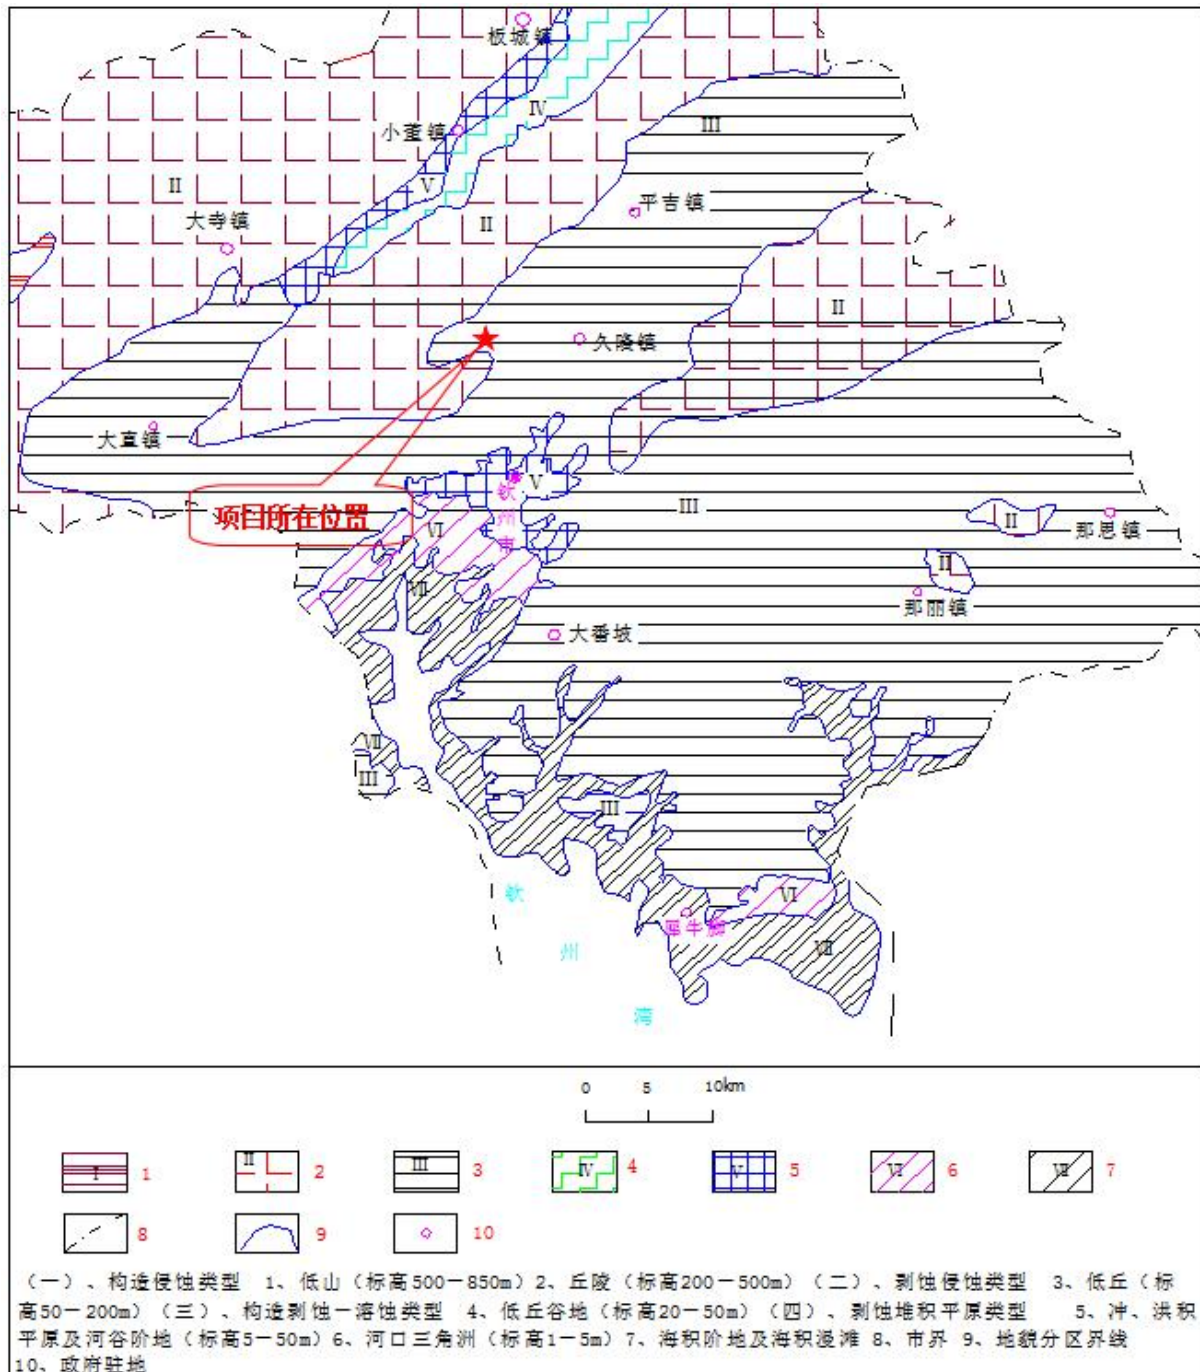 板城镇
Ⅳ
小董镇
Ⅲ
Ⅱ
Ⅴ
平吉镇
大寺镇
Ⅱ
Ⅱ
久隆镇
大直镇
Ⅴ
钦州市
项目所在位置
Ⅵ
Ⅲ
Ⅱ
那思镇
Ⅱ
Ⅶ
那丽镇
大番坡
Ⅶ
Ⅲ
Ⅲ
钦州湾
Ⅵ
犀牛脚
Ⅶ
0 5 10km
Ⅰ 1 Ⅱ 2 Ⅲ 3 Ⅳ 4 Ⅴ 5 Ⅵ 6 Ⅶ 7
8 9 10
（一）、构造侵蚀类型 1、低山（标高500－850m）2、丘陵（标高200－500m）（二）、剥蚀侵蚀类型 3、低丘（标
高50－200m）（三）、构造剥蚀－溶蚀类型 4、低丘谷地（标高20－50m）（四）、剥蚀堆积平原类型 5、冲、洪积
平原及河谷阶地（标高5－50m）6、河口三角洲（标高1－5m）7、海积阶地及海积漫滩 8、市界 9、地貌分区界线
10、政府驻地